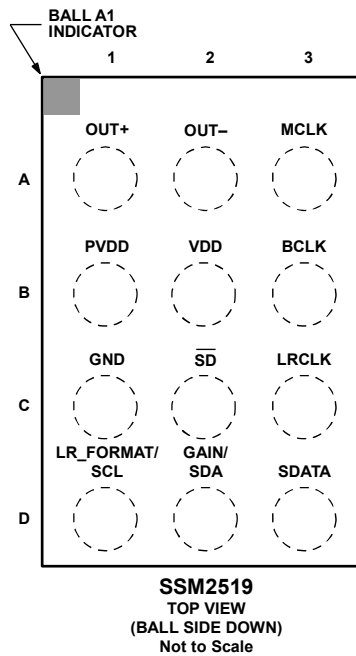 BALL A1
INDICATOR
1 2 3
OUT+ OUT– MCLK
A
PVDD VDD BCLK
B
GND S̅D̅ LRCLK
C
LR_FORMAT/ GAIN/
SCL SDA SDATA
D
SSM2519
TOP VIEW
(BALL SIDE DOWN)
Not to Scale